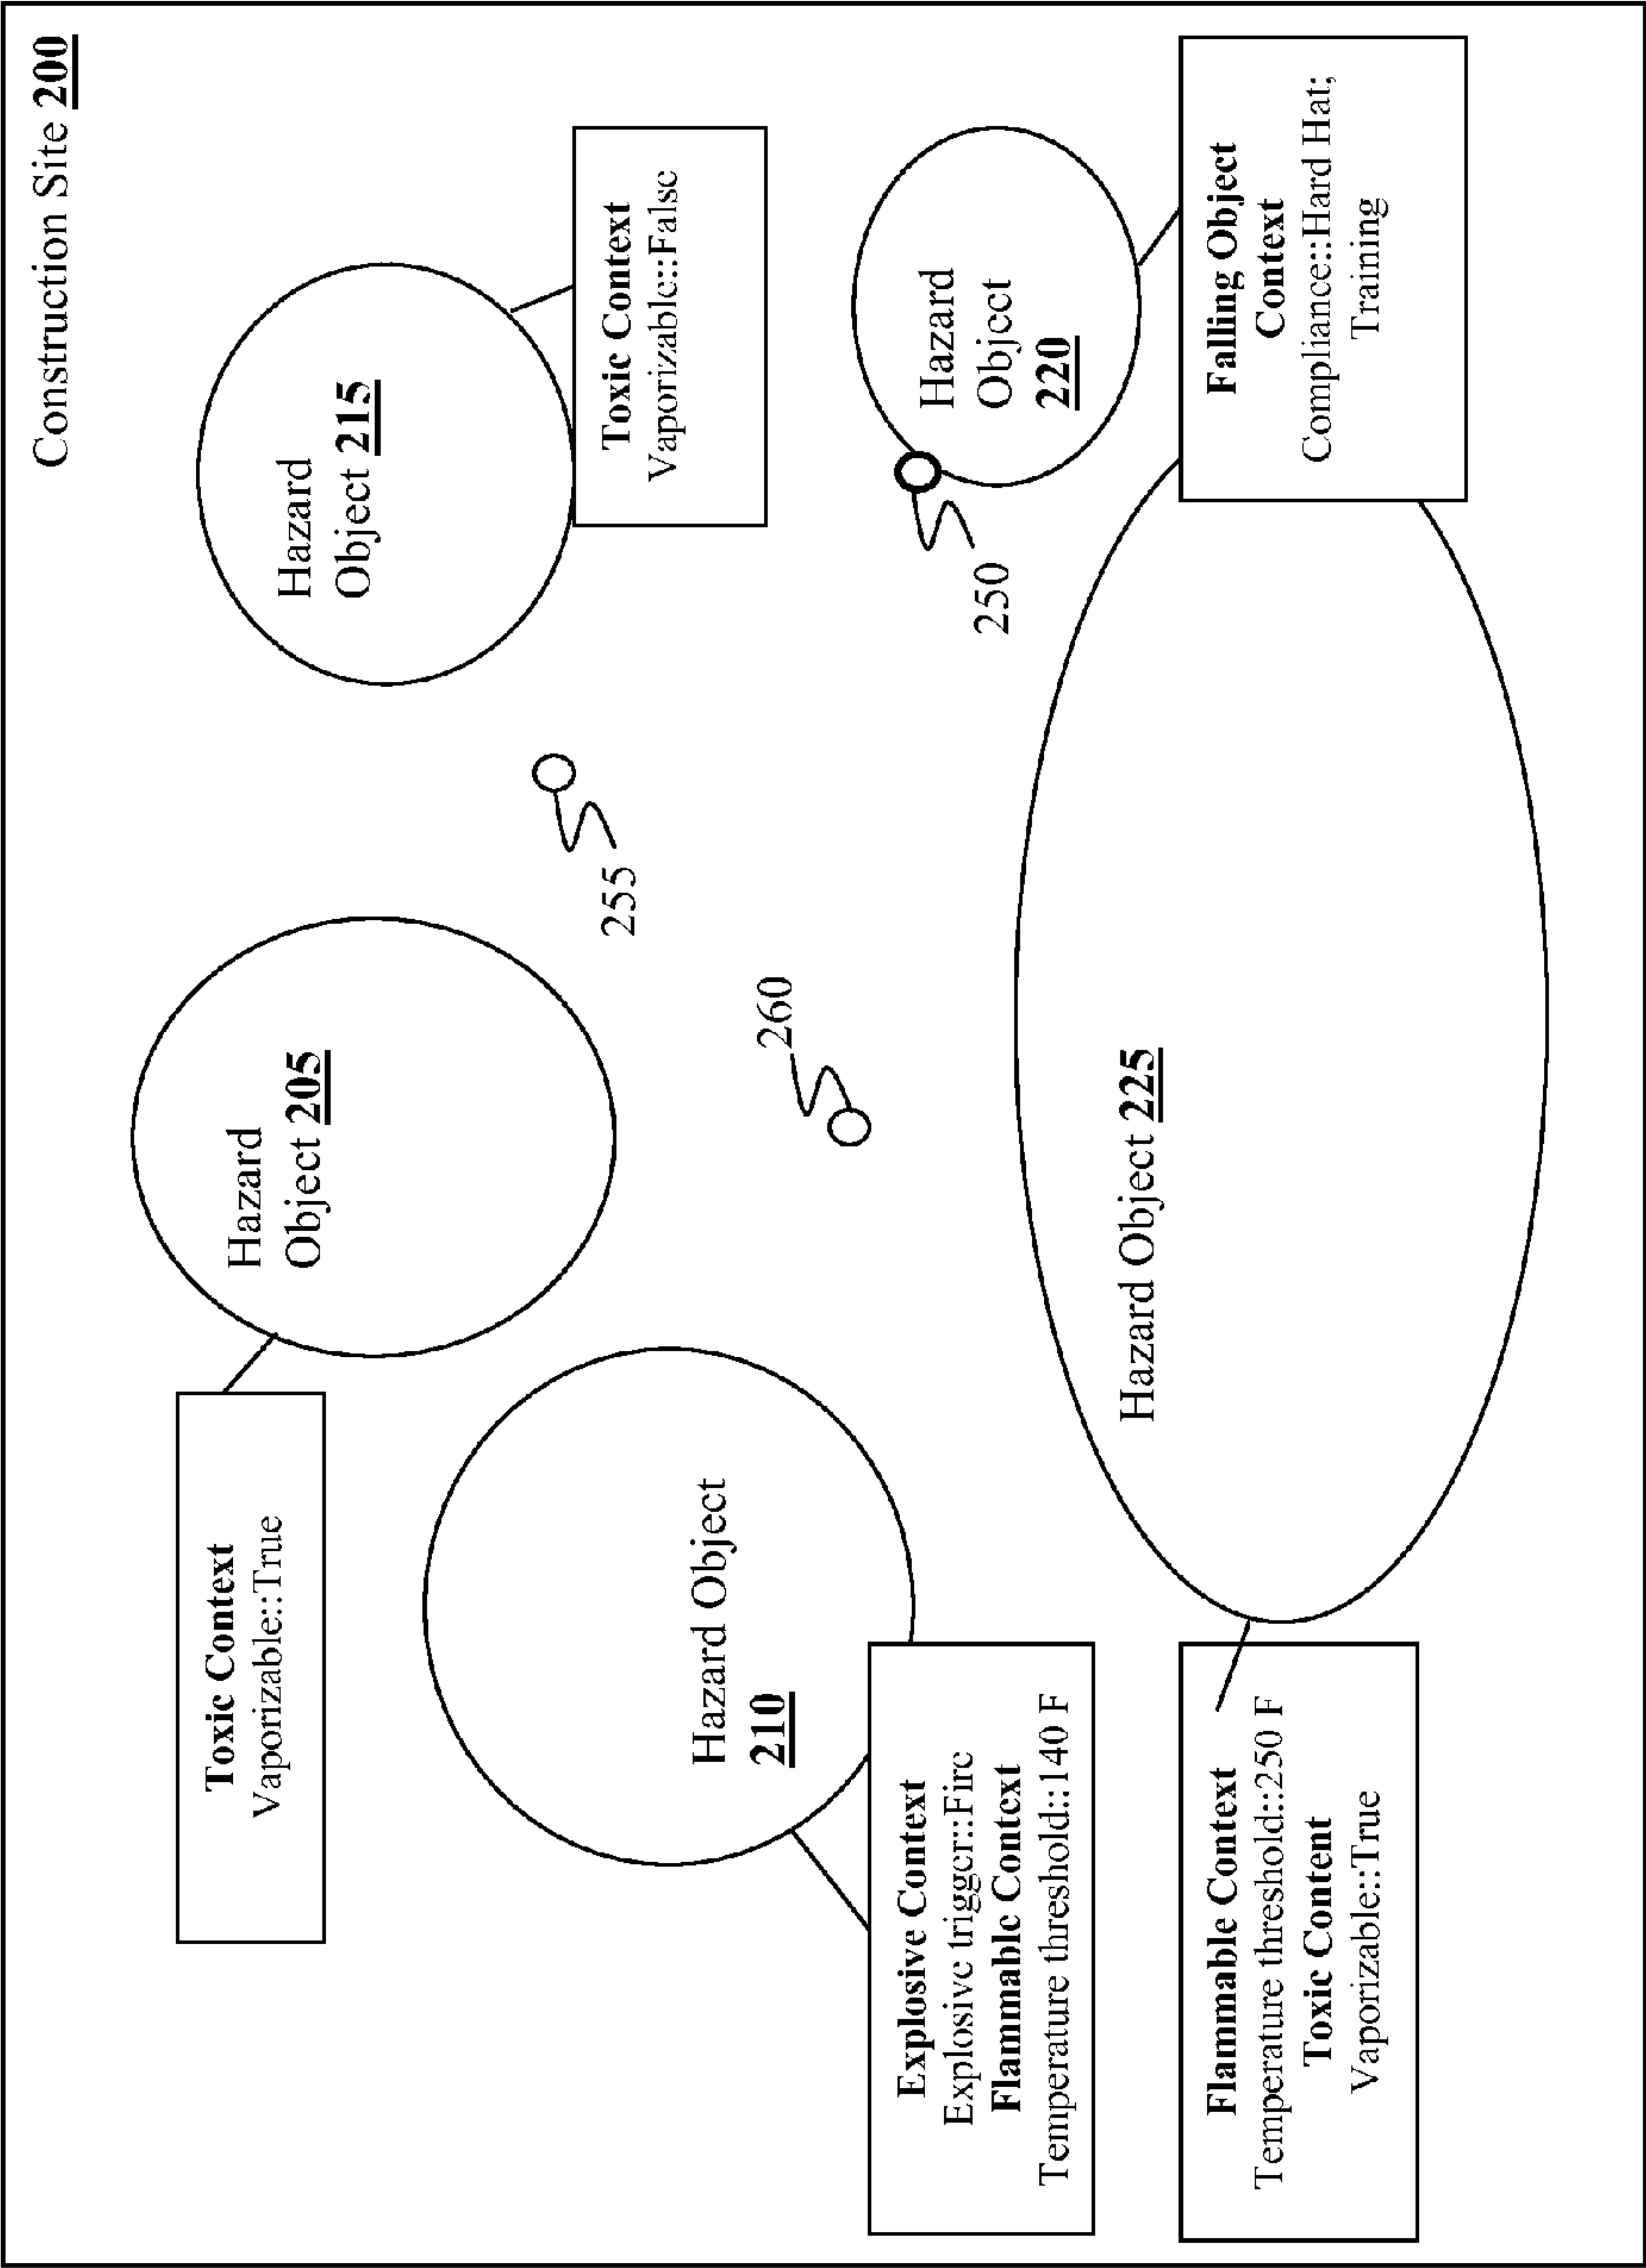 Construction Site 200
Toxic Context
Vaporizable::True
Hazard
Object 205
Hazard
Object 215
Toxic Context
Vaporizable::False
255
Hazard Object
210
260
Explosive Context
Explosive trigger::Fire
Flammable Context
Temperature threshold::140 F
Hazard
Object
220
250
Hazard Object 225
Flammable Context
Temperature threshold::250 F
Toxic Content
Vaporizable::True
Falling Object
Context
Compliance::Hard Hat;
Training